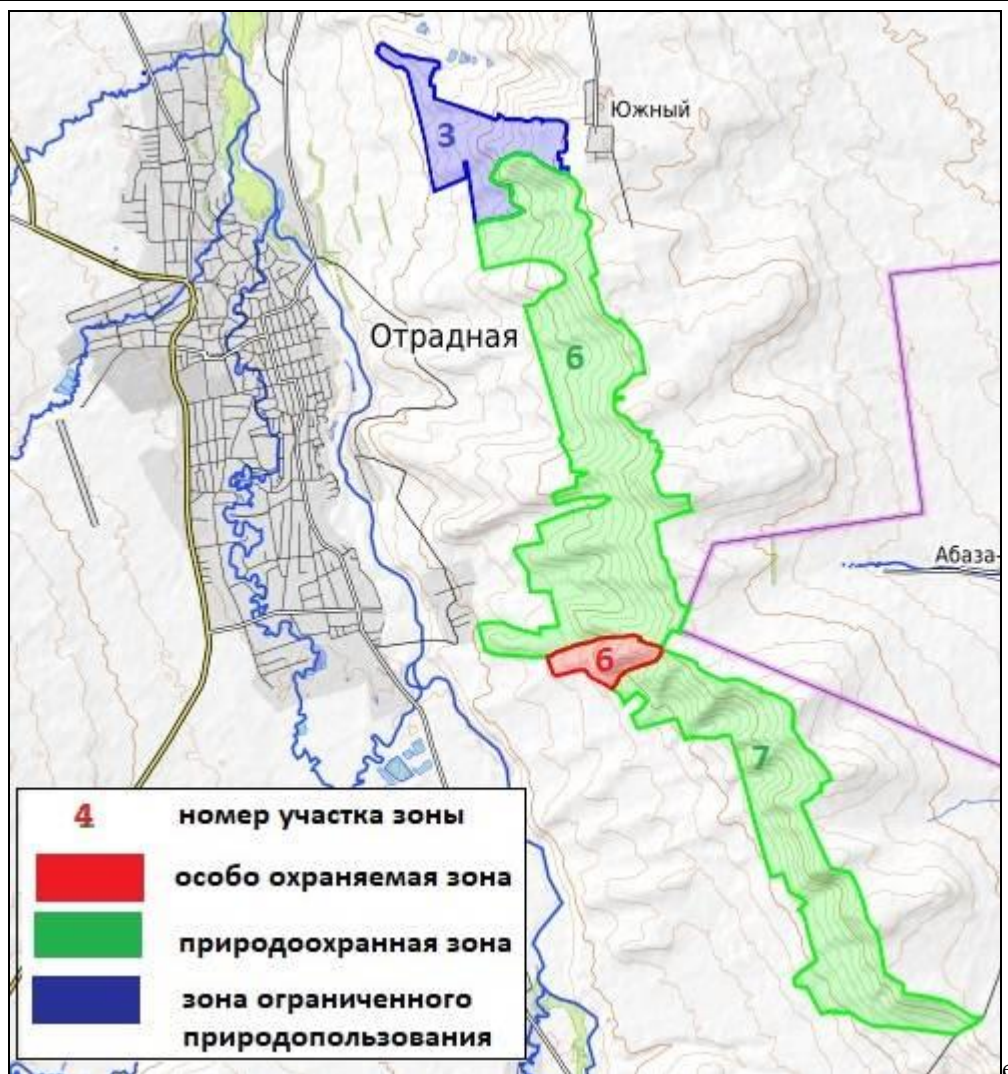 Южный
3
Отрадная
6
Абаза-
6
7
4 номер участка зоны
особо охраняемая зона
природоохранная зона
зона ограниченного
природопользования